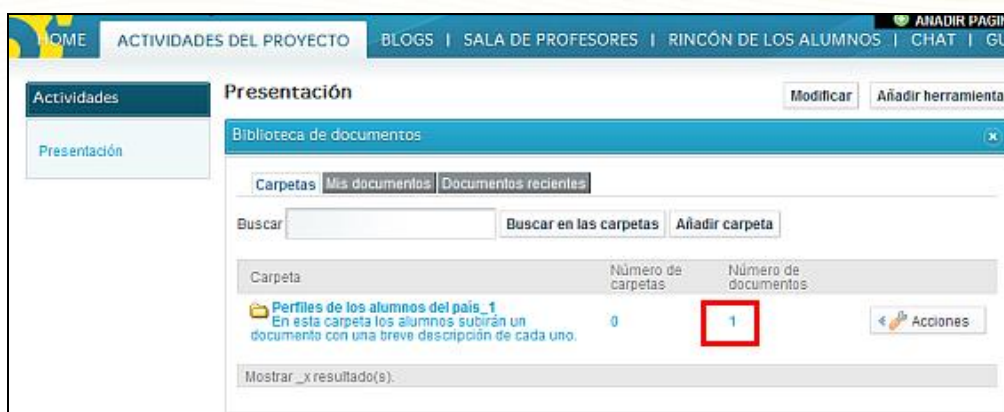 AÑADIR PÁGIN
HOME
ACTIVIDADES DEL PROYECTO
BLOGS | SALA DE PROFESORES | RINCÓN DE LOS ALUMNOS | CHAT | GU
Actividades
Presentación
Presentación
Modificar
Añadir herramienta
Biblioteca de documentos
Carpetas Mis documentos Documentos recientes
Buscar
Buscar en las carpetas
Añadir carpeta
Carpeta
Número de carpetas
Número de documentos
Perfiles de los alumnos del país_1
En esta carpeta los alumnos subirán un
documento con una breve descripción de cada uno.
0
1
Acciones
Mostrar _x resultado(s).